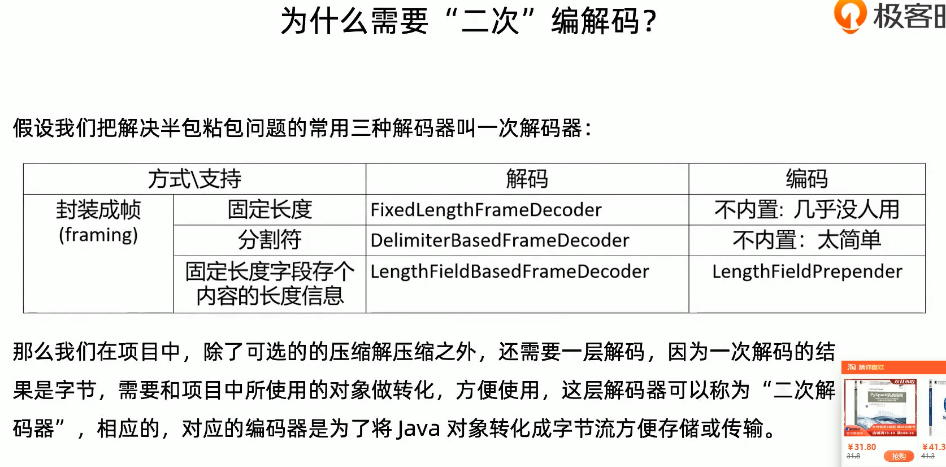 为什么需要“二次”编解码？
极客时
假设我们把解决半包粘包问题的常用三种解码器叫一次解码器：
方式\支持 解码 编码
封装成帧 (framing) 固定长度 FixedLengthFrameDecoder 不内置：几乎没人用
分割符 DelimiterBasedFrameDecoder 不内置：太简单
固定长度字段存个内容的长度信息 LengthFieldBasedFrameDecoder LengthFieldPrepender
那么我们在项目中，除了可选的的压缩解压缩之外，还需要一层解码，因为一次解码的结
果是字节，需要和项目中所使用的对象做转化，方便使用，这层解码器可以称为“二次解
码器”，相应的，对应的编码器是为了将 Java 对象转化成字节流方便存储或传输。
淘
￥31.80 ￥41.3
31.8 41.3
抢购